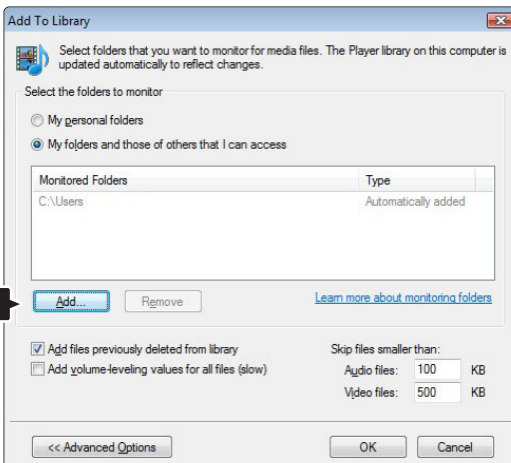 Add To Library
Select folders that you want to monitor for media files. The Player library on this computer is
updated automatically to reflect changes.
Select the folders to monitor
My personal folders
My folders and those of others that I can access
Monitored Folders Type
C:\Users Automatically added
Add... Remove Learn more about monitoring folders
Add files previously deleted from library
Add volume-leveling values for all files (slow)
Skip files smaller than:
Audio files: 100 KB
Video files: 500 KB
<< Advanced Options OK Cancel